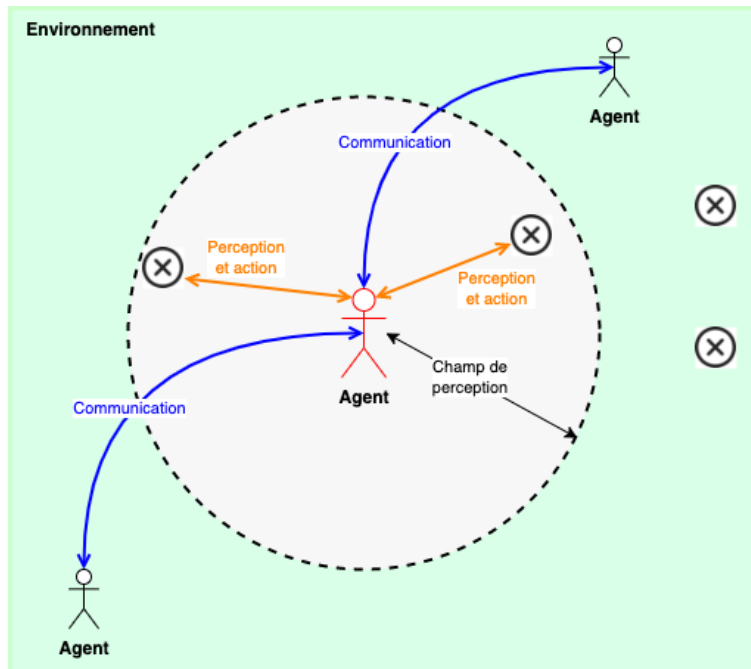 Environnement
Agent
Communication
Perception
et action
Perception
et action
Champ de
perception
Agent
Communication
Agent